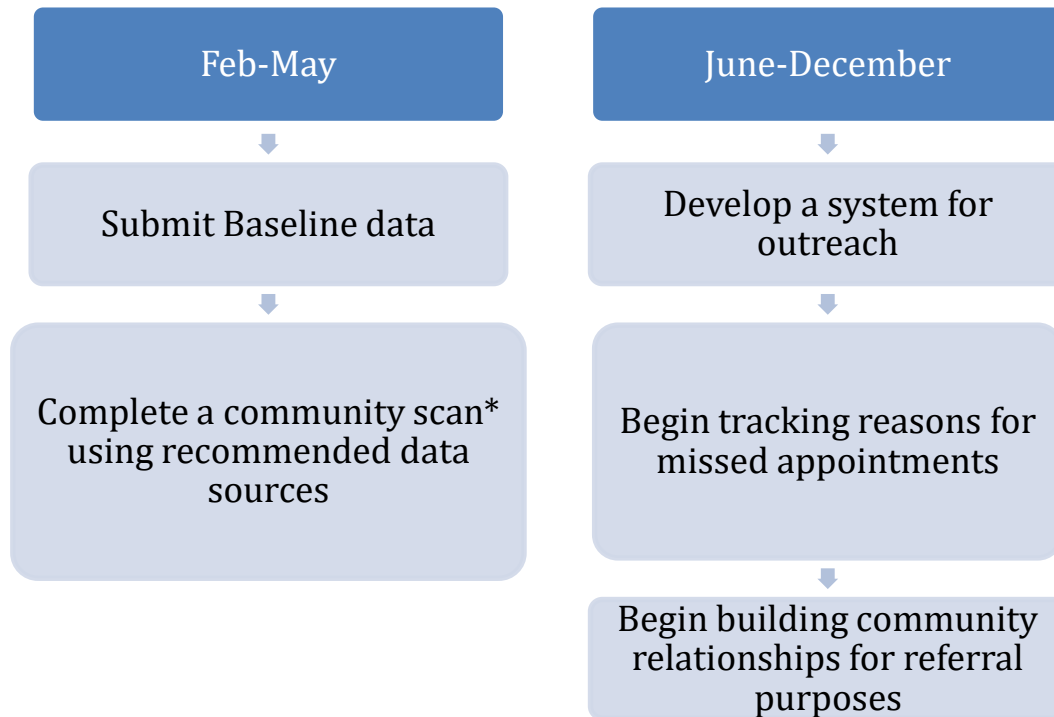 Feb-May
Submit Baseline data
Complete a community scan*
using recommended data
sources
June-December
Develop a system for
outreach
Begin tracking reasons for
missed appointments
Begin building community
relationships for referral
purposes